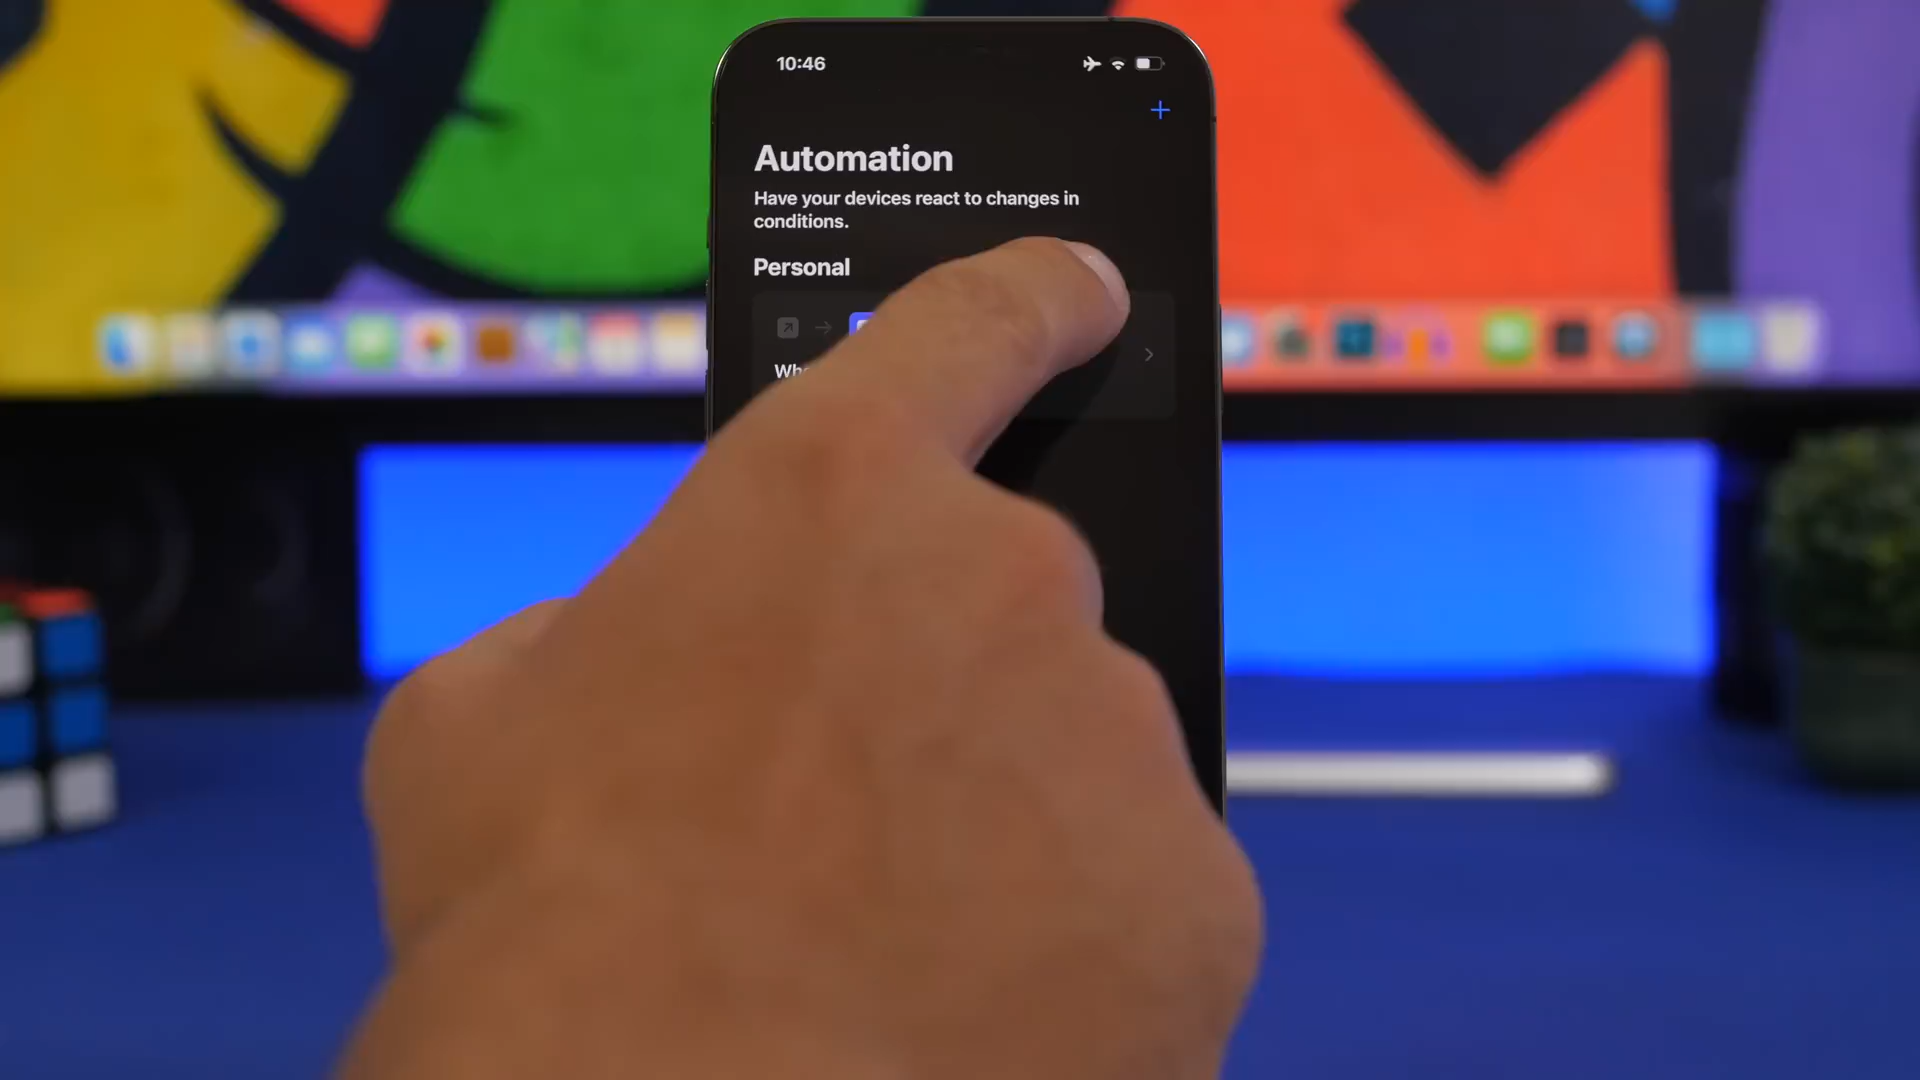 10:46
Automation
Have your devices react to changes in
conditions.
Personal